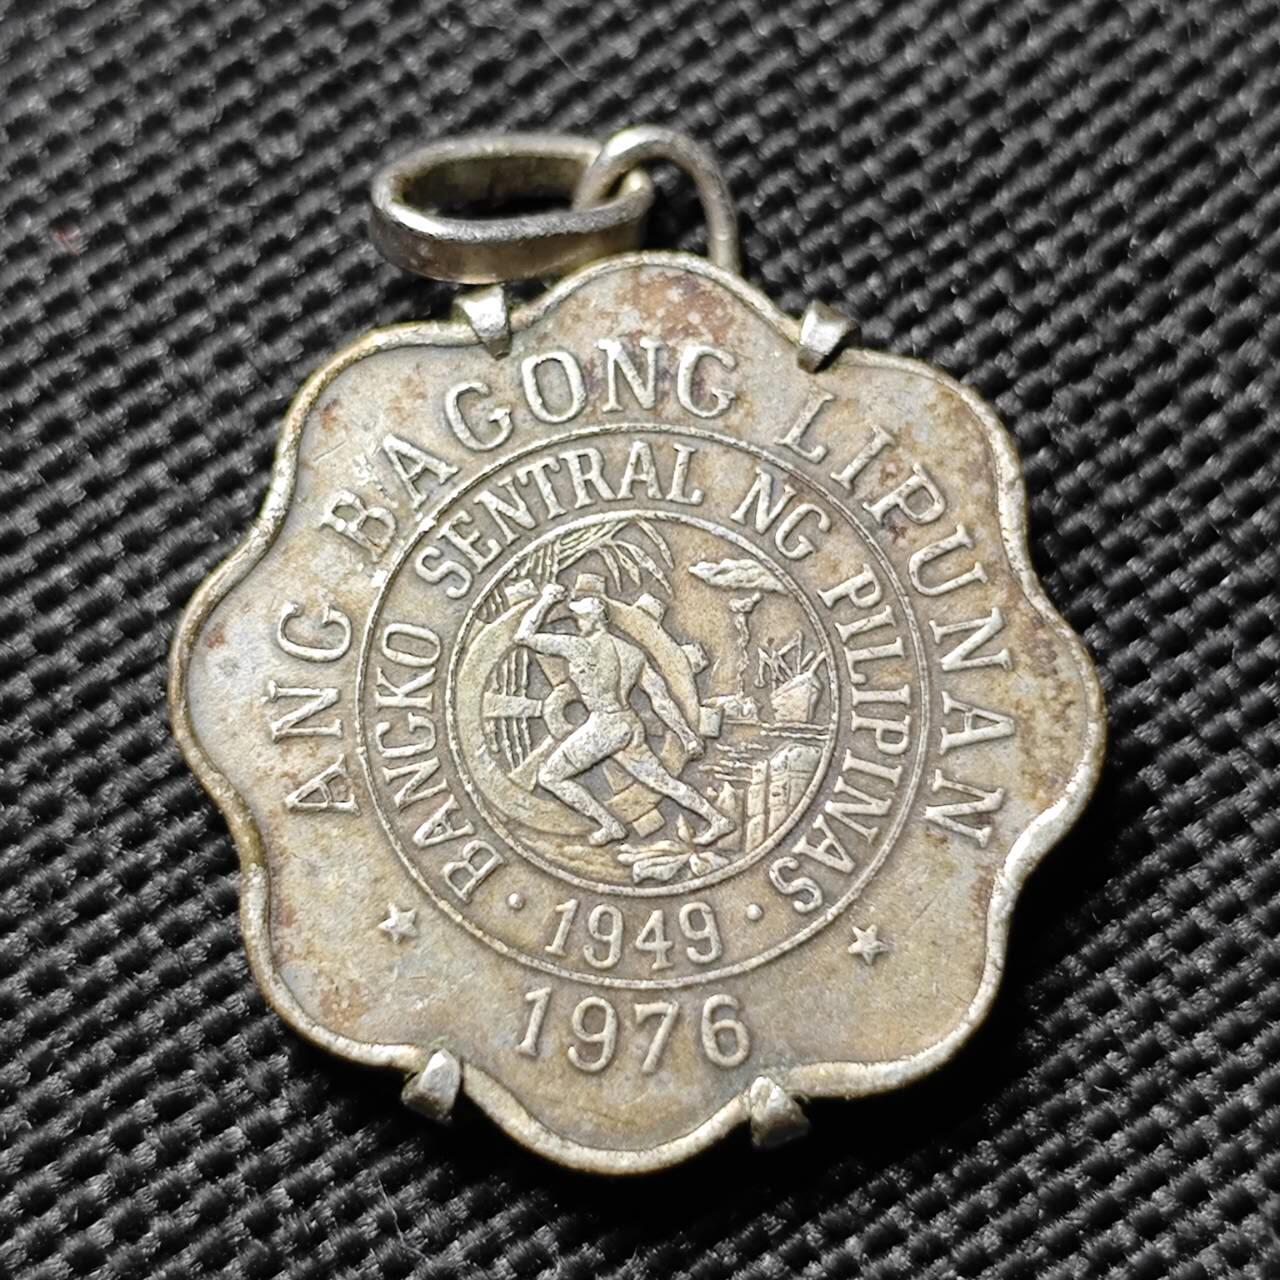 ANG BAGONG LIPUNAN
BANGKO SENTRAL NG PILIPINAS
· 1949 ·
1976